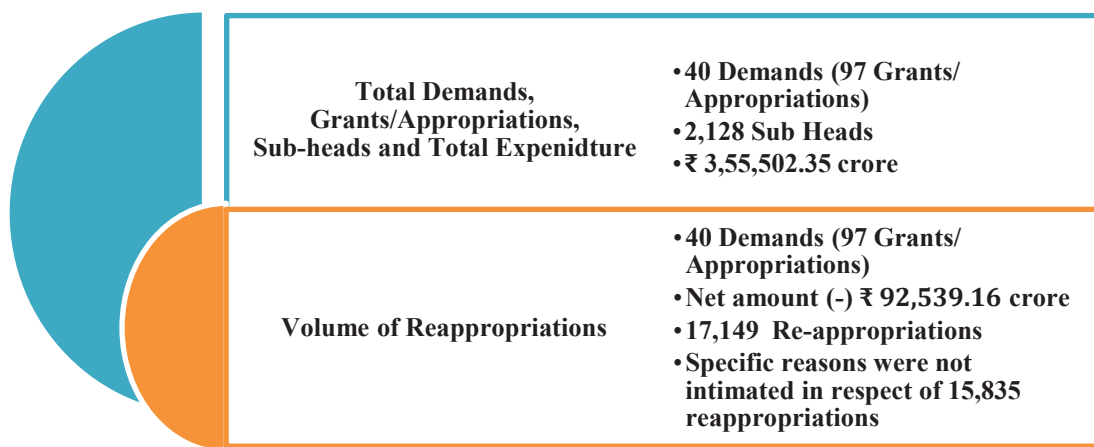 Total Demands,
Grants/Appropriations,
Sub-heads and Total Expenidture
•40 Demands (97 Grants/
Appropriations)
•2,128 Sub Heads
•₹ 3,55,502.35 crore
Volume of Reappropriations
•40 Demands (97 Grants/
Appropriations)
•Net amount (-) ₹ 92,539.16 crore
•17,149 Re-appropriations
•Specific reasons were not
intimated in respect of 15,835
reappropriations